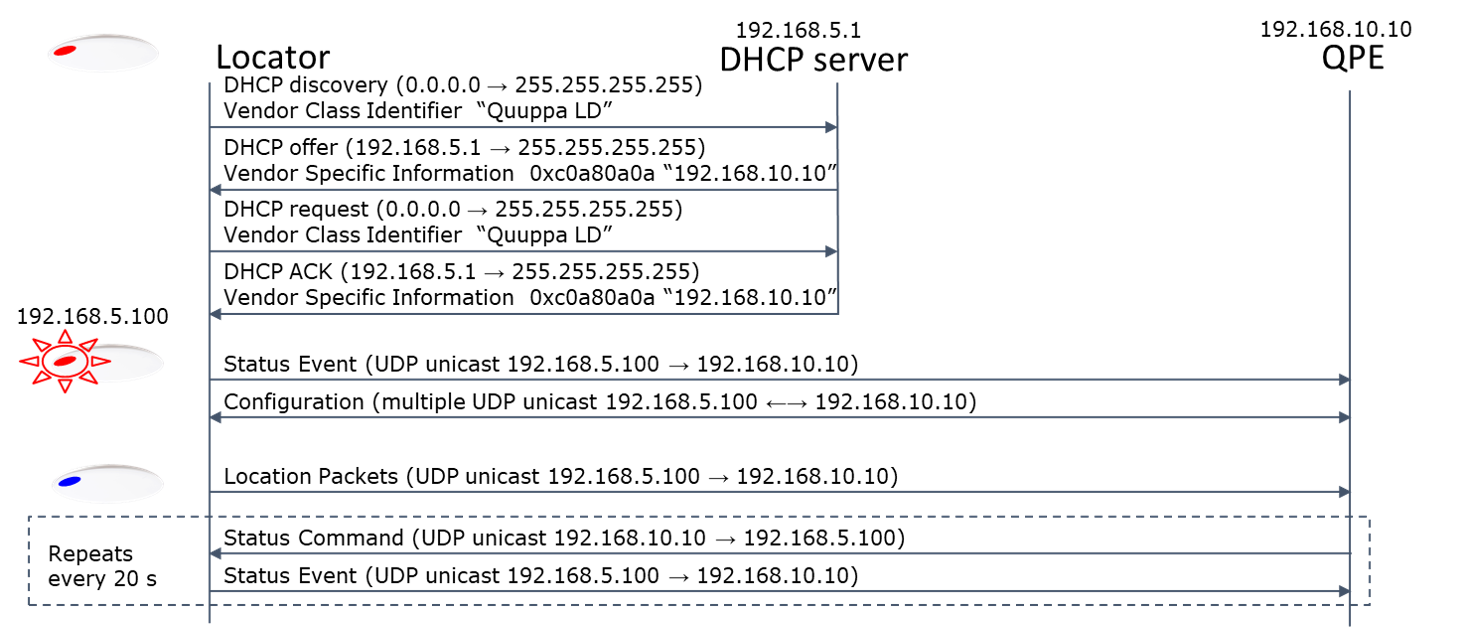 192.168.5.1
192.168.10.10
Locator
DHCP server
QPE
DHCP discovery (0.0.0.0 → 255.255.255.255)
Vendor Class Identifier “Quuppa LD”
DHCP offer (192.168.5.1 → 255.255.255.255)
Vendor Specific Information 0xc0a80a0a “192.168.10.10”
DHCP request (0.0.0.0 → 255.255.255.255)
Vendor Class Identifier “Quuppa LD”
DHCP ACK (192.168.5.1 → 255.255.255.255)
Vendor Specific Information 0xc0a80a0a “192.168.10.10”
192.168.5.100
Status Event (UDP unicast 192.168.5.100 → 192.168.10.10)
Configuration (multiple UDP unicast 192.168.5.100 ←→ 192.168.10.10)
Location Packets (UDP unicast 192.168.5.100 → 192.168.10.10)
Status Command (UDP unicast 192.168.10.10 → 192.168.5.100)
Repeats
every 20 s
Status Event (UDP unicast 192.168.5.100 → 192.168.10.10)